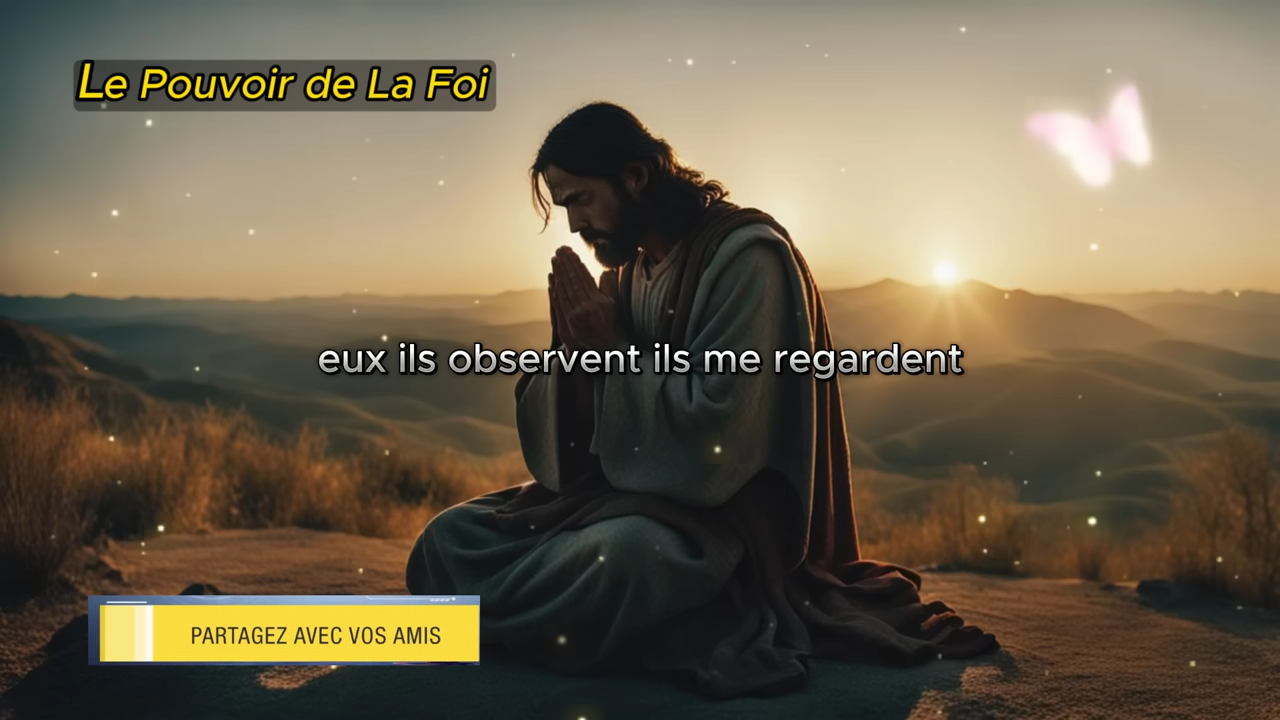 Le Pouvoir de La Foi
eux ils observent ils me regardent
PARTAGEZ AVEC VOS AMIS